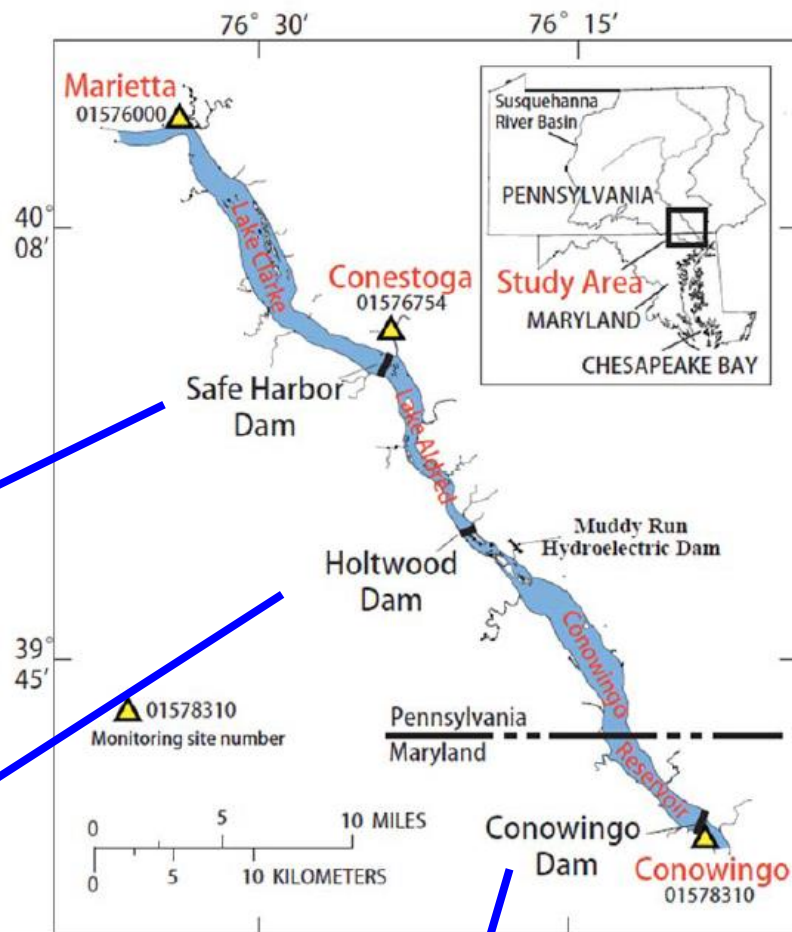 76° 30'
76° 15'
Marietta
01576000
Susquehanna
River Basin
PENNSYLVANIA
40°
08'
Lake Clarke
Conestoga
01576754
Study Area
MARYLAND
CHESAPEAKE BAY
Safe Harbor
Dam
Lake Aldred
Muddy Run
Hydroelectric Dam
Holtwood
Dam
39°
45'
Conowingo
Reservoir
01578310
Monitoring site number
Pennsylvania
Maryland
0 5 10 MILES
0 5 10 KILOMETERS
Conowingo
Dam
Conowingo
01578310